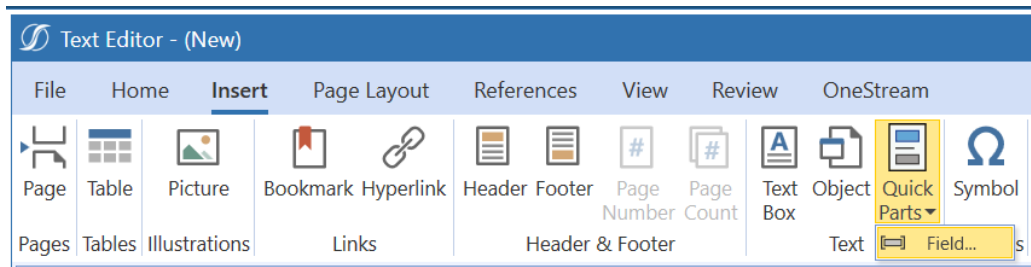 Text Editor - (New)
File Home Insert Page Layout References View Review OneStream
Page Table Picture Bookmark Hyperlink Header Footer Page Number Page Count Text Box Object Quick Parts Symbol
Pages Tables Illustrations Links Header & Footer Text
Field...